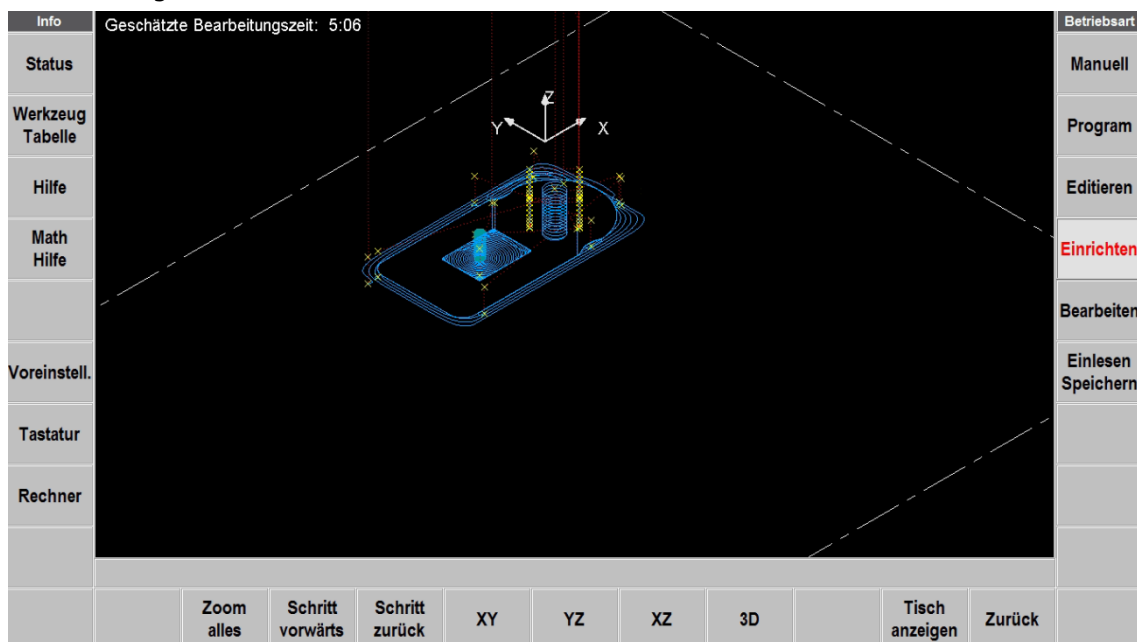 Info
Geschätzte Bearbeitungszeit: 5:06
Betriebsart
Status
Werkzeug
Tabelle
Hilfe
Math
Hilfe
Voreinstell.
Tastatur
Rechner
Z
Y
X
Manuell
Program
Editieren
Einrichten
Bearbeiten
Einlesen
Speichern
Zoom
alles
Schritt
vorwärts
Schritt
zurück
XY
YZ
XZ
3D
Tisch
anzeigen
Zurück